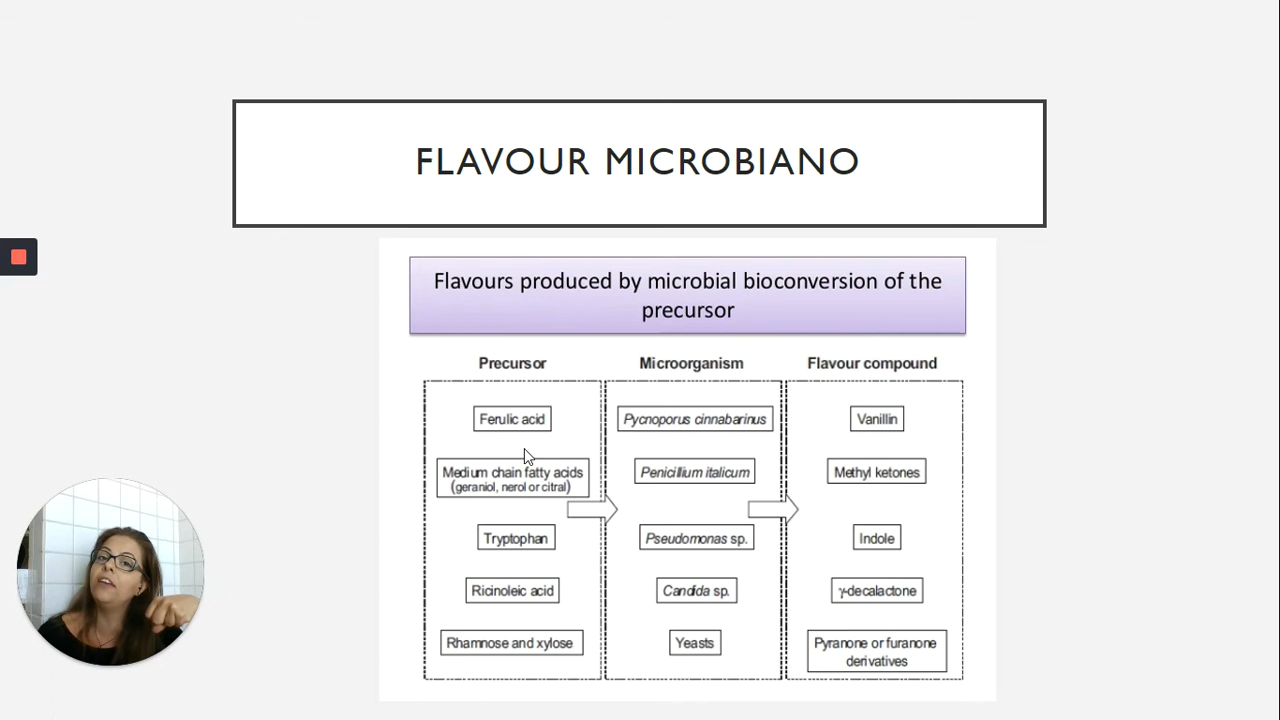 FLAVOUR MICROBIANO
Flavours produced by microbial bioconversion of the
precursor
Precursor
Microorganism
Flavour compound
Ferulic acid
Pycnoporus cinnabarinus
Vanillin
Medium chain fatty acids
(geraniol, nerol or citral)
Penicillium italicum
Methyl ketones
Tryptophan
Pseudomonas sp.
Indole
Ricinoleic acid
Candida sp.
γ-decalactone
Rhamnose and xylose
Yeasts
Pyranone or furanone
derivatives